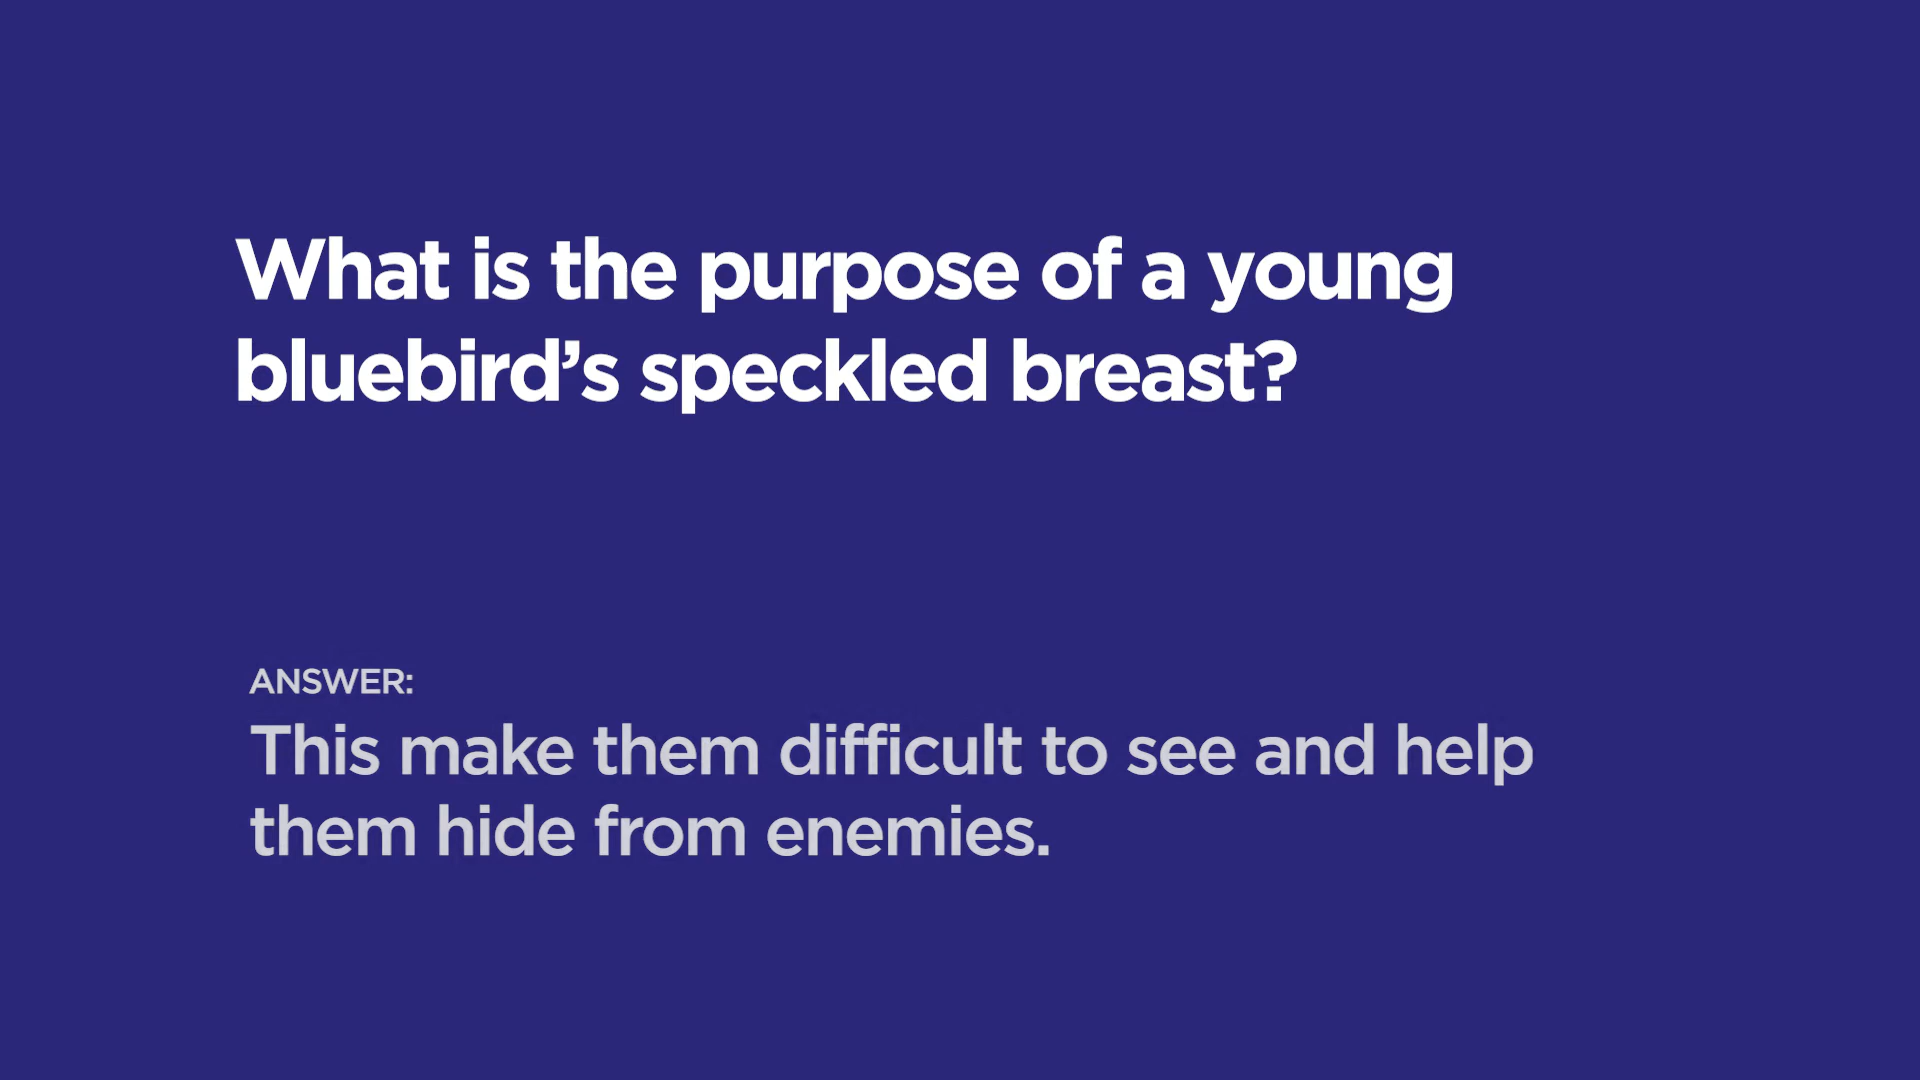 What is the purpose of a young
bluebird’s speckled breast?
ANSWER:
This make them difficult to see and help
them hide from enemies.